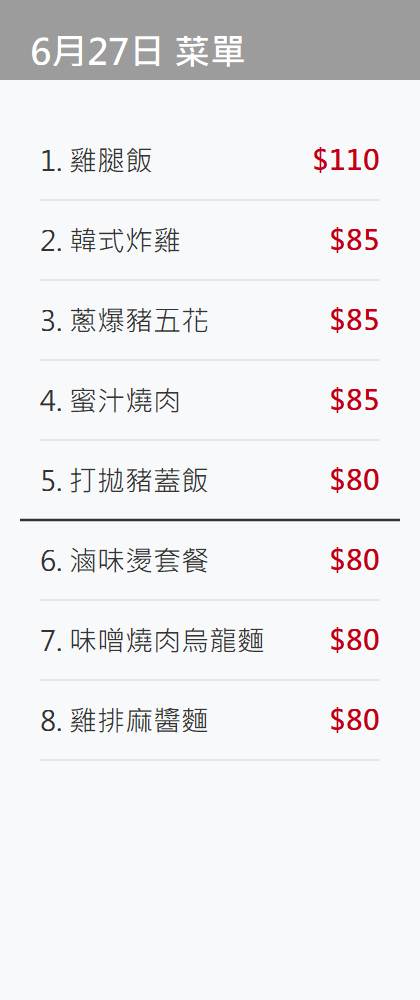 6月27日 菜單
1. 雞腿飯 $110
2. 韓式炸雞 $85
3. 蔥爆豬五花 $85
4. 蜜汁燒肉 $85
5. 打拋豬蓋飯 $80
6. 滷味燙套餐 $80
7. 味噌燒肉烏龍麵 $80
8. 雞排麻醬麵 $80